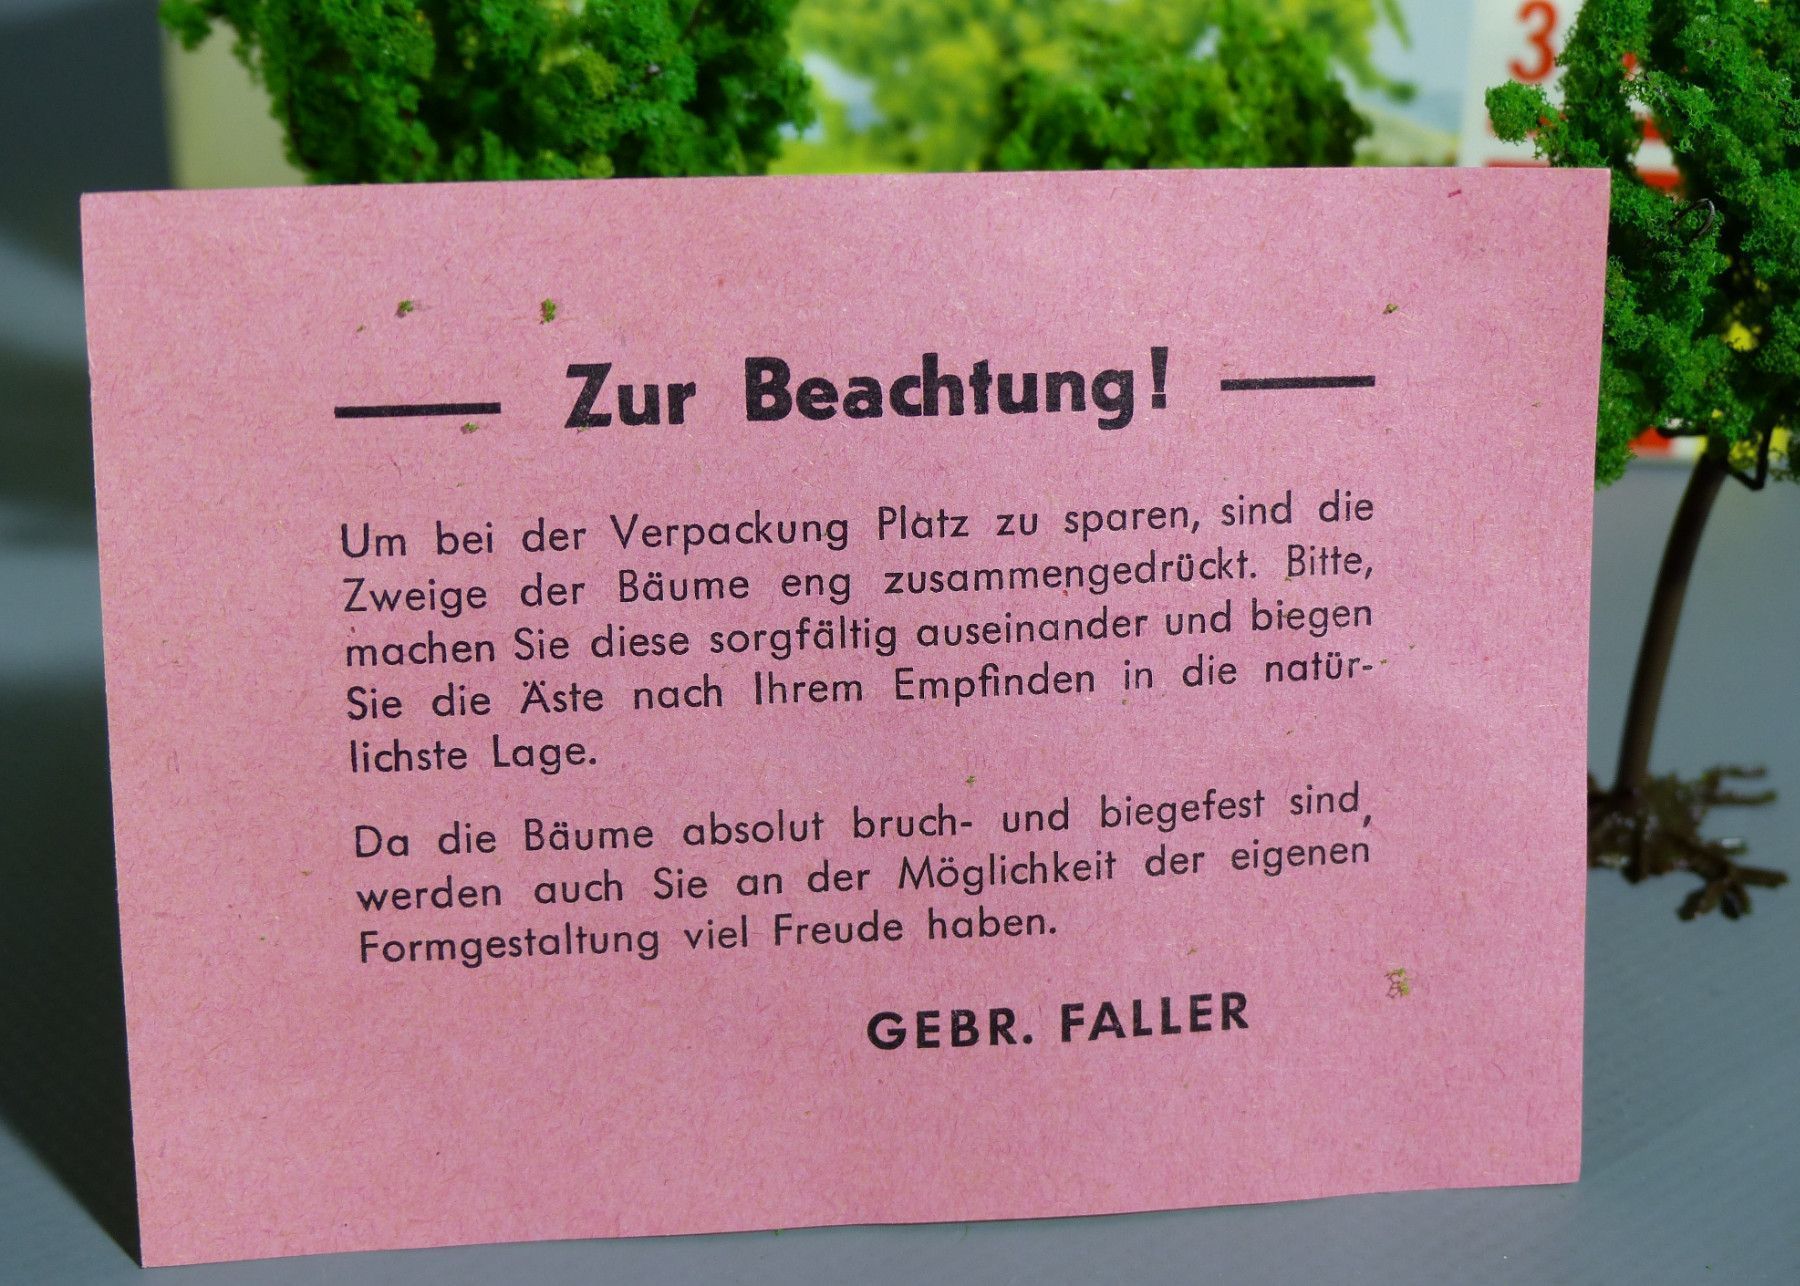 3
Zur Beachtung!
Um bei der Verpackung Platz zu sparen, sind die
Zweige der Bäume eng zusammengedrückt. Bitte,
machen Sie diese sorgfältig auseinander und biegen
Sie die Äste nach Ihrem Empfinden in die natür-
lichste Lage.
Da die Bäume absolut bruch- und biegefest sind,
werden auch Sie an der Möglichkeit der eigenen
Formgestaltung viel Freude haben.
GEBR. FALLER